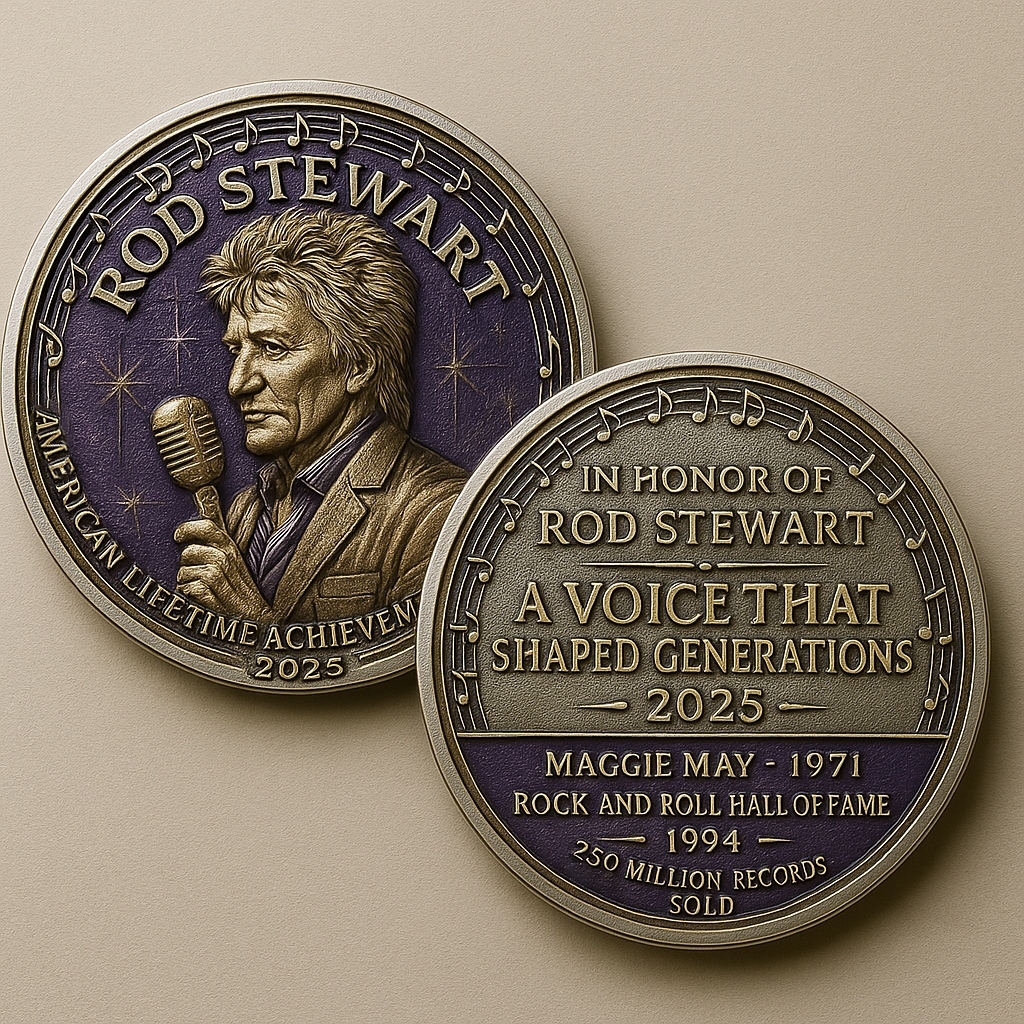 ROD STEWART
AMERICAN LIFETIME
2025
IN HONOR OF
ROD STEWART
A VOICE THAT
SHAPED GENERATIONS
2025
MAGGIE MAY - 1971
ROCK AND ROLL HALL OF FAME
1994
250 MILLION RECORDS
SOLD